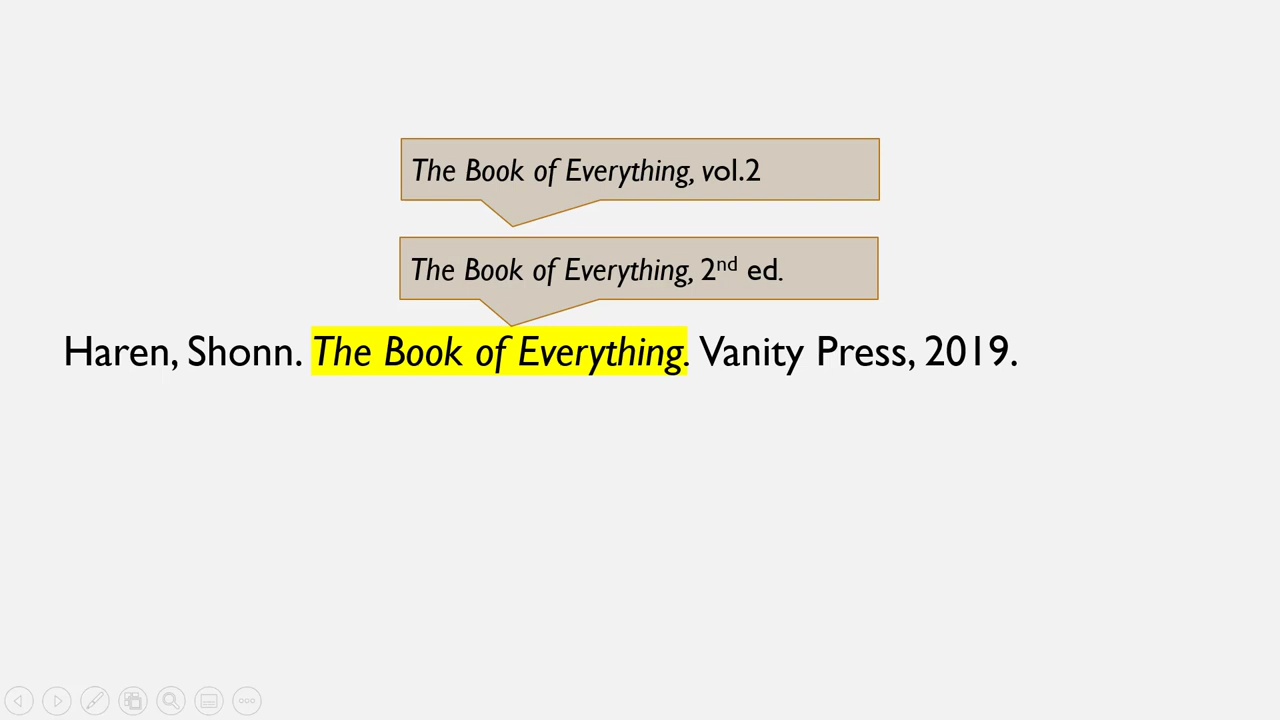 The Book of Everything, vol.2
The Book of Everything, 2nd ed.
Haren, Shonn. The Book of Everything. Vanity Press, 2019.